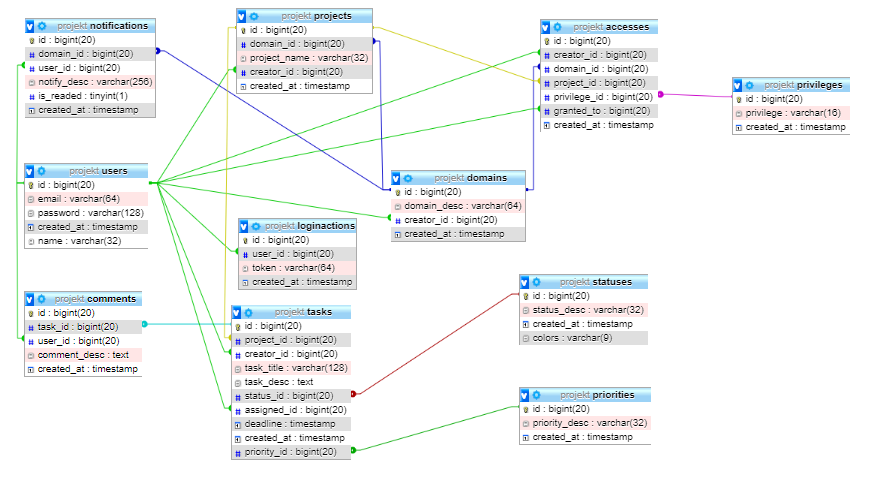 projekt notifications
id : bigint(20)
domain_id : bigint(20)
user_id : bigint(20)
notify_desc : varchar(256)
is_readed : tinyint(1)
created_at : timestamp
projekt projects
id : bigint(20)
domain_id : bigint(20)
project_name : varchar(32)
creator_id : bigint(20)
created_at : timestamp
projekt accesses
id : bigint(20)
creator_id : bigint(20)
domain_id : bigint(20)
project_id : bigint(20)
privilege_id : bigint(20)
granted_to : bigint(20)
created_at : timestamp
projekt privileges
id : bigint(20)
privilege : varchar(16)
created_at : timestamp
projekt users
id : bigint(20)
email : varchar(64)
password : varchar(128)
created_at : timestamp
name : varchar(32)
projekt domains
id : bigint(20)
domain_desc : varchar(64)
creator_id : bigint(20)
created_at : timestamp
projekt loginactions
id : bigint(20)
user_id : bigint(20)
token : varchar(64)
created_at : timestamp
projekt comments
id : bigint(20)
task_id : bigint(20)
user_id : bigint(20)
comment_desc : text
created_at : timestamp
projekt tasks
id : bigint(20)
project_id : bigint(20)
creator_id : bigint(20)
task_title : varchar(128)
task_desc : text
status_id : bigint(20)
assigned_id : bigint(20)
deadline : timestamp
created_at : timestamp
priority_id : bigint(20)
projekt statuses
id : bigint(20)
status_desc : varchar(32)
created_at : timestamp
colors : varchar(9)
projekt priorities
id : bigint(20)
priority_desc : varchar(32)
created_at : timestamp